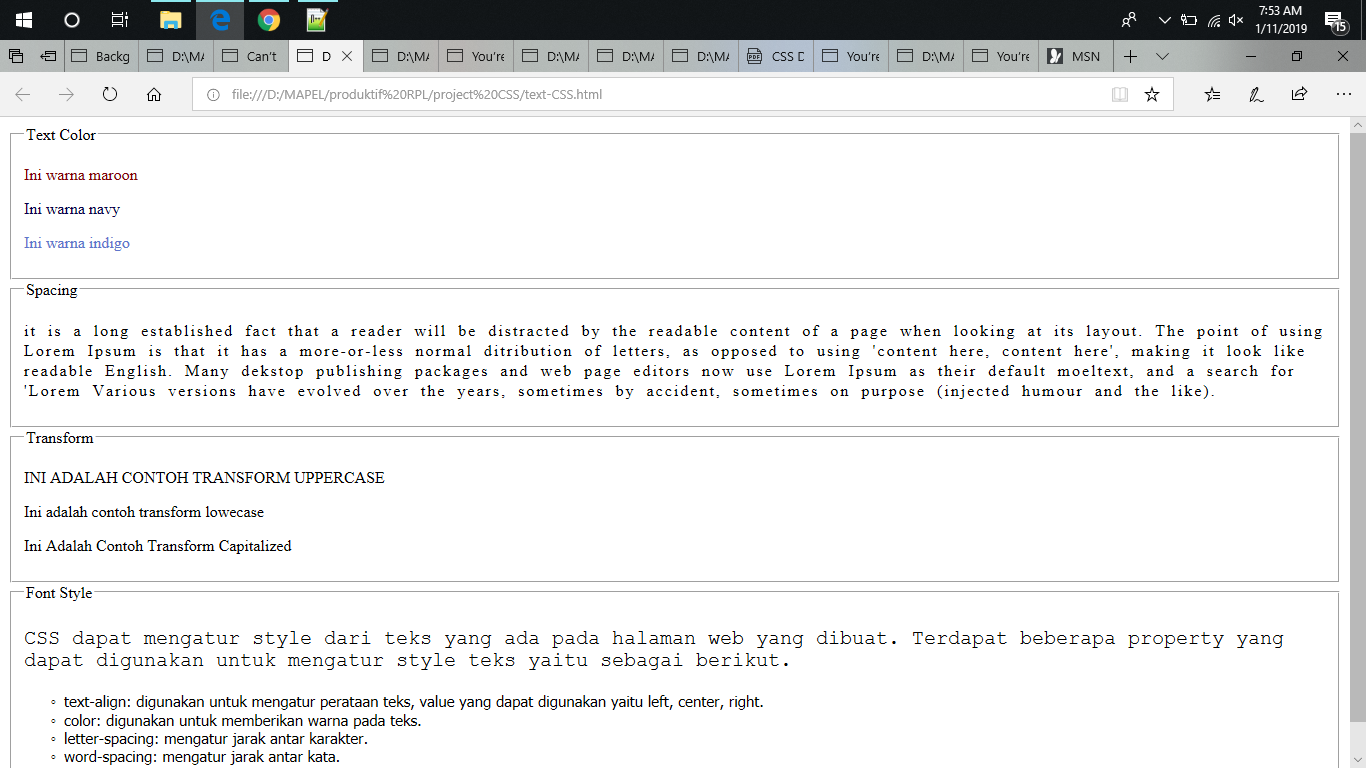 7:53 AM
1/11/2019
15
Backg
D:\MA
Can't
D
D:\MA
You're
D:\MA
D:\MA
D:\MA
PDF
CSS D
You're
D:\MA
You're
MSN
file:///D:/MAPEL/produktif%20RPL/project%20CSS/text-CSS.html
Text Color
Ini warna maroon
Ini warna navy
Ini warna indigo
Spacing
it is a long established fact that a reader will be distracted by the readable content of a page when looking at its layout. The point of using
Lorem Ipsum is that it has a more-or-less normal ditribution of letters, as opposed to using 'content here, content here', making it look like
readable English. Many dekstop publishing packages and web page editors now use Lorem Ipsum as their default moeltext, and a search for
'Lorem Various versions have evolved over the years, sometimes by accident, sometimes on purpose (injected humour and the like).
Transform
INI ADALAH CONTOH TRANSFORM UPPERCASE
Ini adalah contoh transform lowecase
Ini Adalah Contoh Transform Capitalized
Font Style
CSS dapat mengatur style dari teks yang ada pada halaman web yang dibuat. Terdapat beberapa property yang
dapat digunakan untuk mengatur style teks yaitu sebagai berikut.
◦ text-align: digunakan untuk mengatur perataan teks, value yang dapat digunakan yaitu left, center, right.
◦ color: digunakan untuk memberikan warna pada teks.
◦ letter-spacing: mengatur jarak antar karakter.
◦ word-spacing: mengatur jarak antar kata.